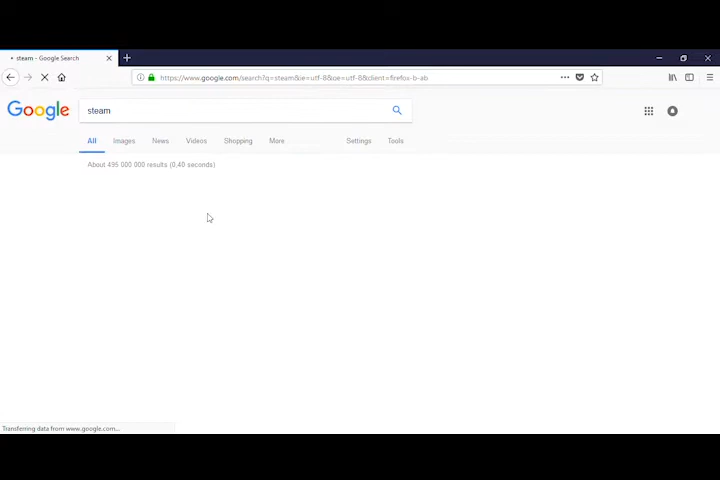 steam - Google Search
https://www.google.com/search?q=steam&ie=utf-8&oe=utf-8&client=firefox-b-ab
Google
steam
All Images News Videos Shopping More Settings Tools
About 495 000 000 results (0,40 seconds)
Transferring data from www.google.com...